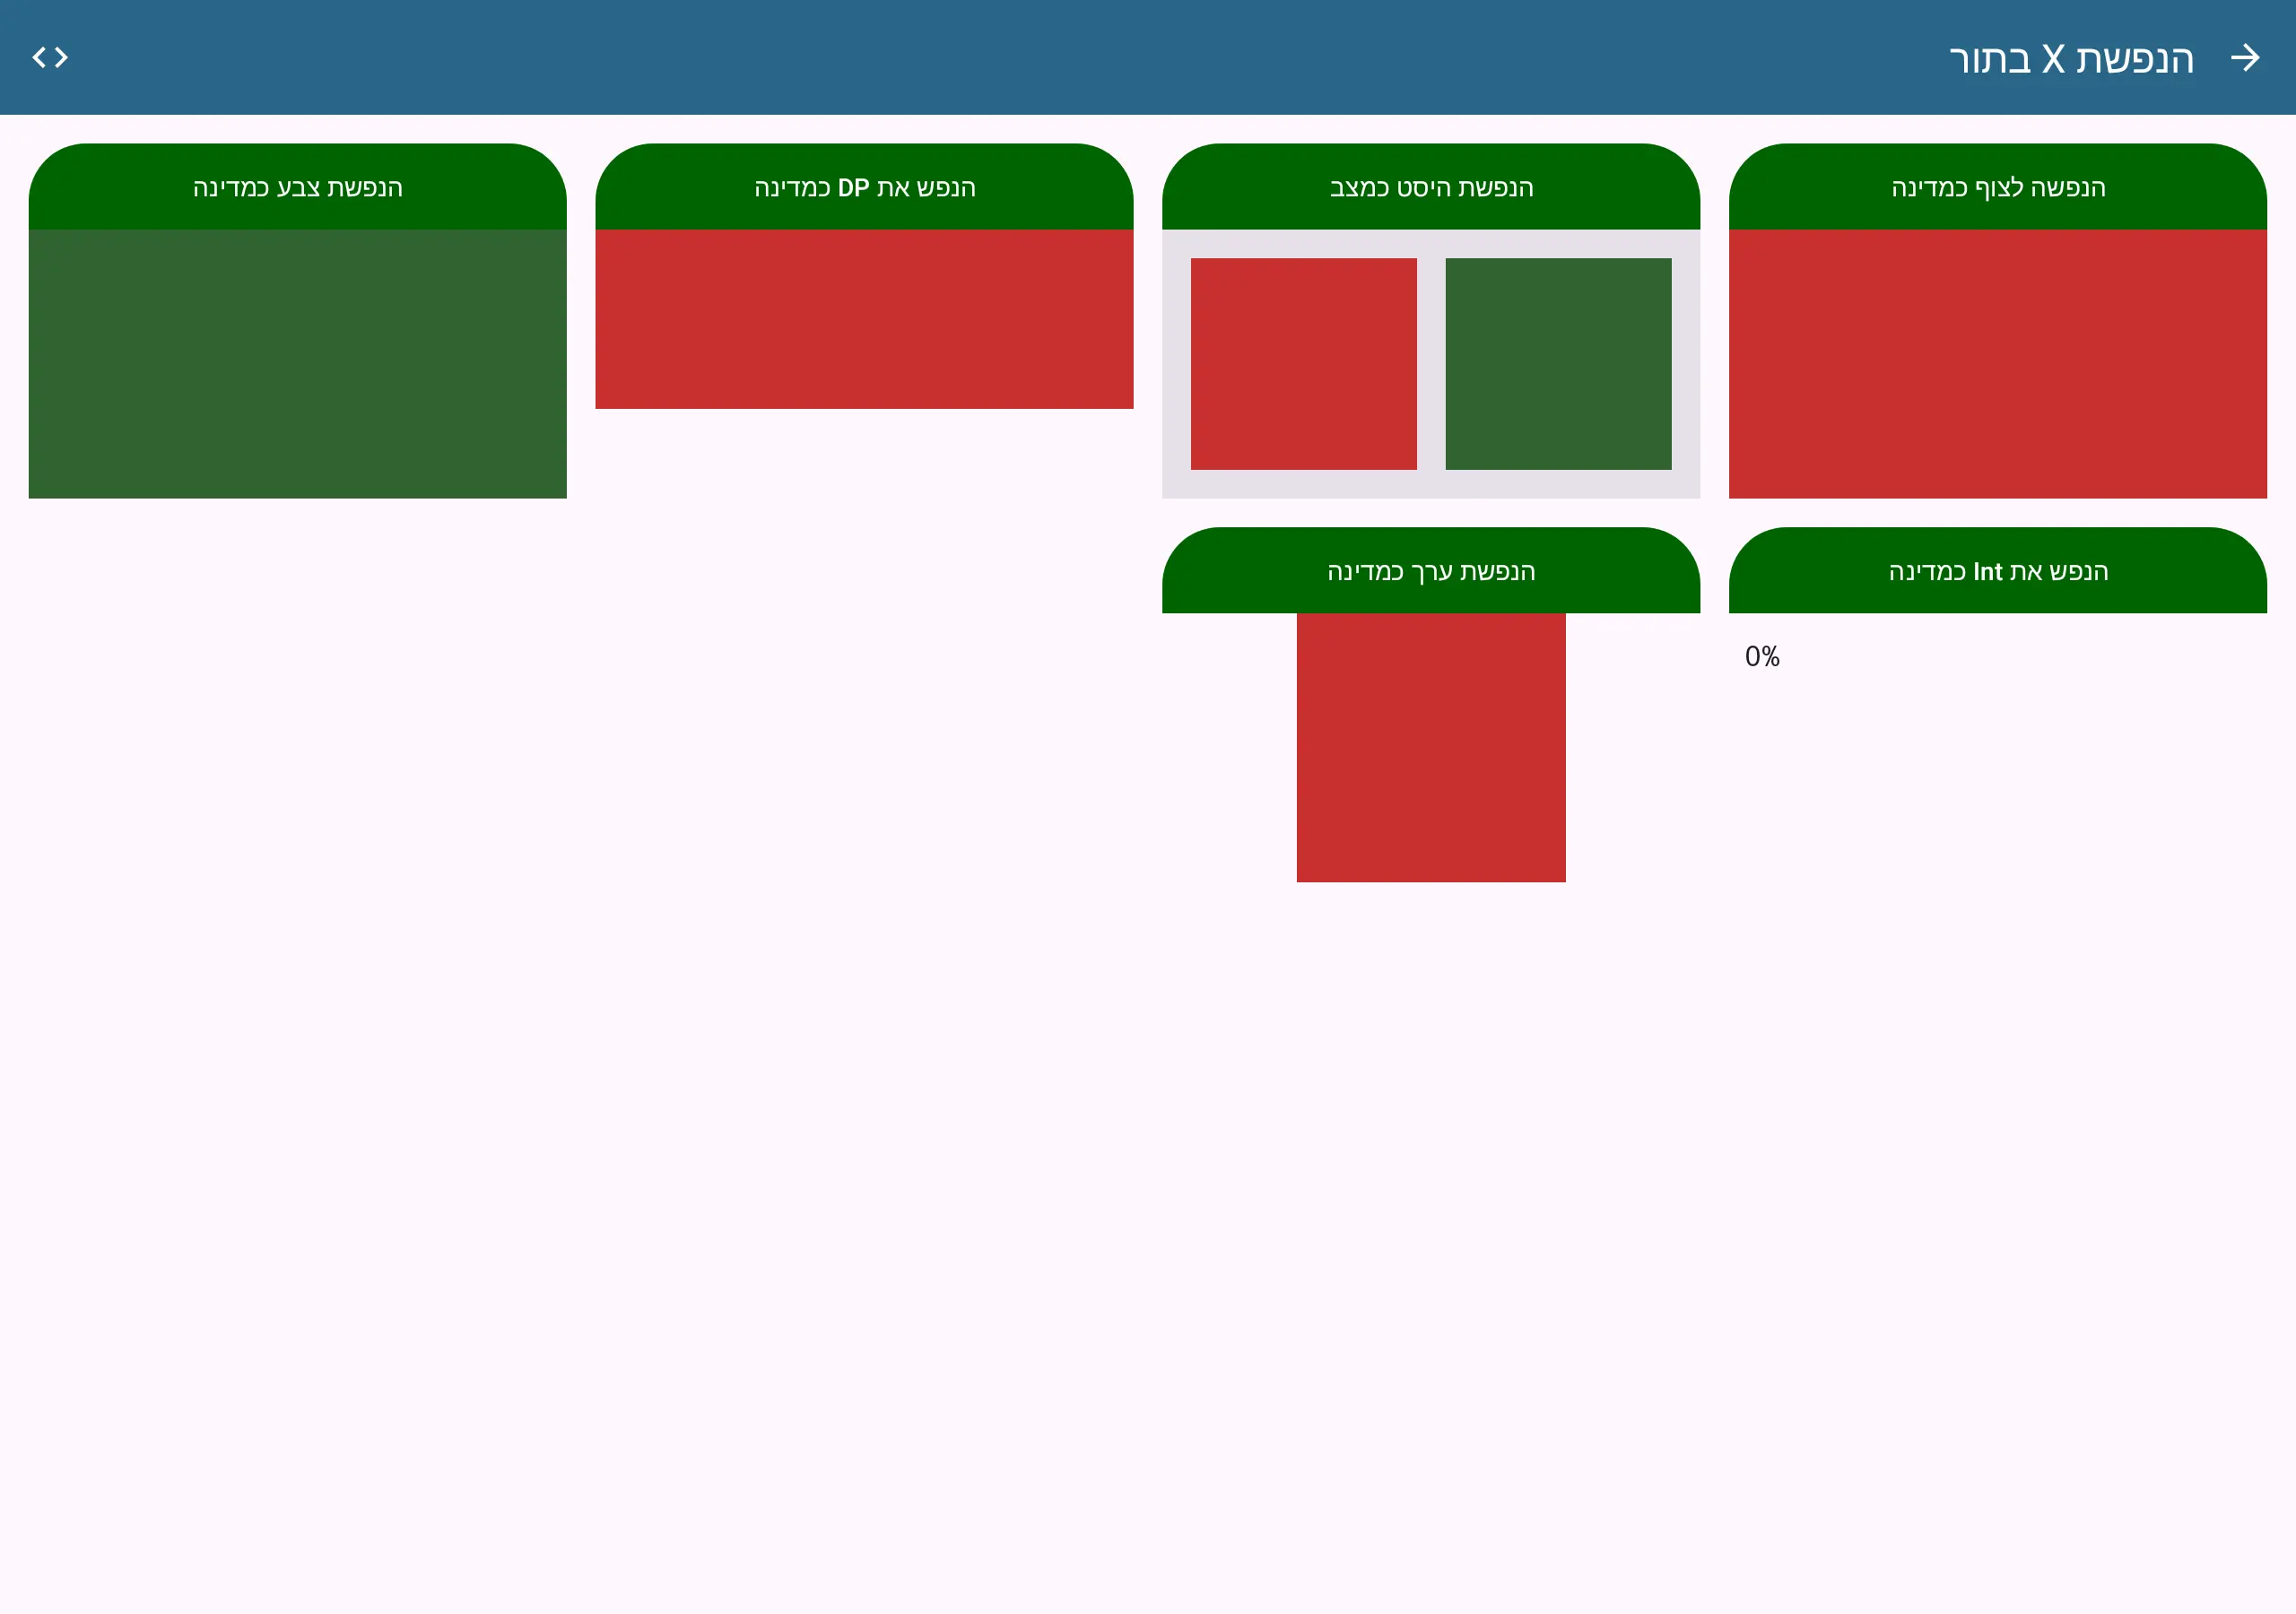 הנפשת X בתור
הנפשה לצוף כמדינה
הנפשת היסט כמצב
הנפש את DP כמדינה
הנפשת צבע כמדינה
הנפש את Int כמדינה
הנפשת ערך כמדינה
0%